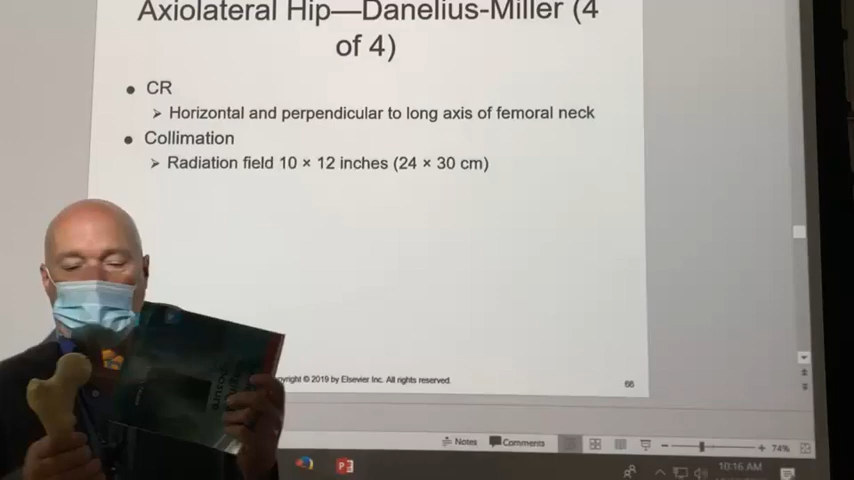 Axiolateral Hip—Danelius-Miller (4
of 4)
• CR
➢ Horizontal and perpendicular to long axis of femoral neck
• Collimation
➢ Radiation field 10 × 12 inches (24 × 30 cm)
yright © 2019 by Elsevier Inc. All rights reserved.
66
Notes
Comments
74%
10:16 AM